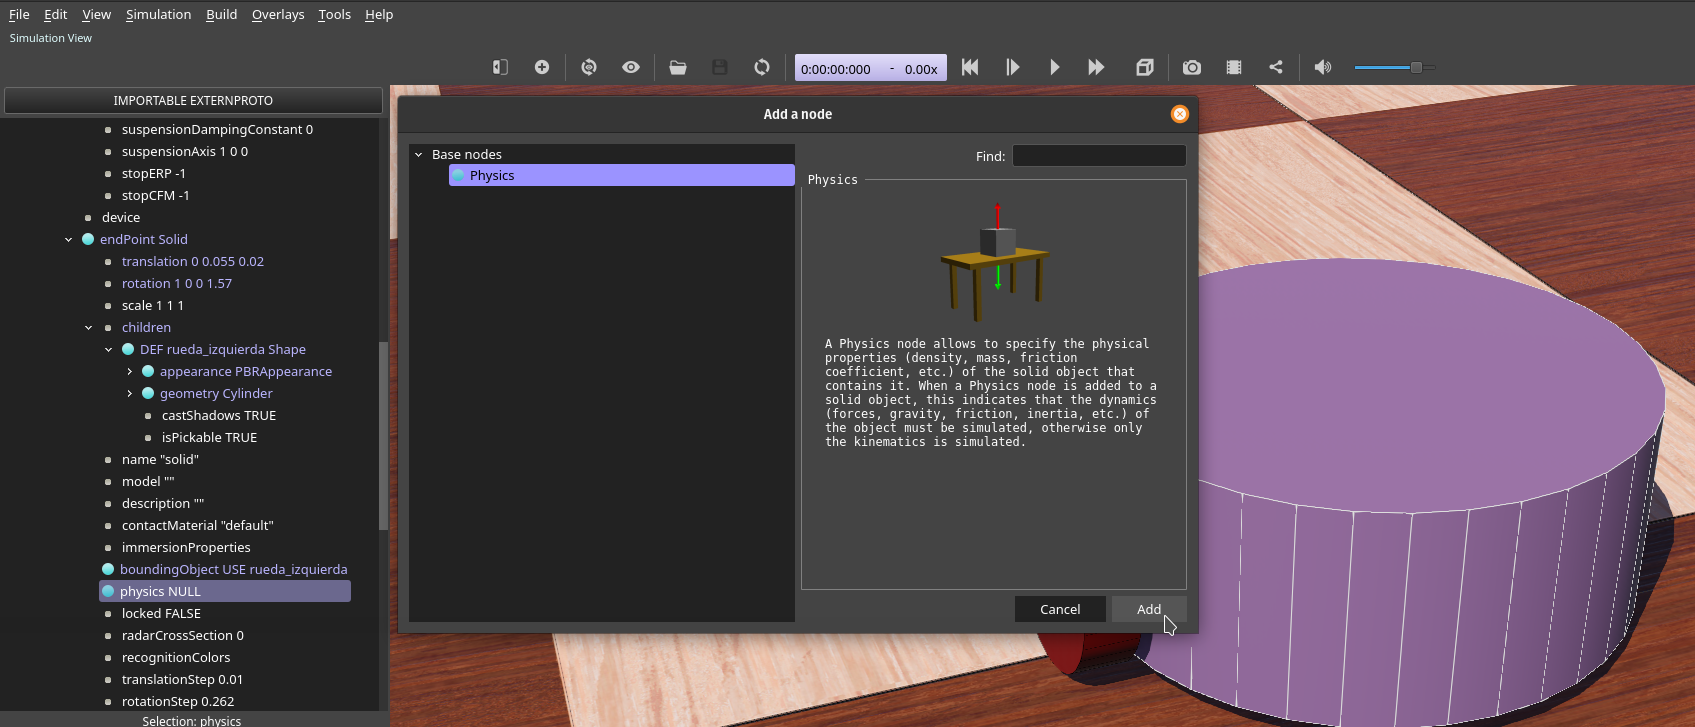 File Edit View Simulation Build Overlays Tools Help
Simulation View
0:00:00:000 - 0.00x
IMPORTABLE EXTERNPROTO
suspensionDampingConstant 0
suspensionAxis 1 0 0
stopERP -1
stopCFM -1
device
endPoint Solid
translation 0 0.055 0.02
rotation 1 0 0 1.57
scale 1 1 1
children
DEF rueda_izquierda Shape
appearance PBRAppearance
geometry Cylinder
castShadows TRUE
isPickable TRUE
name "solid"
model ""
description ""
contactMaterial "default"
immersionProperties
boundingObject USE rueda_izquierda
physics NULL
locked FALSE
radarCrossSection 0
recognitionColors
translationStep 0.01
rotationStep 0.262
Selection: physics
Add a node
Base nodes
Physics
Find:
Physics
A Physics node allows to specify the physical
properties (density, mass, friction
coefficient, etc.) of the solid object that
contains it. When a Physics node is added to a
solid object, this indicates that the dynamics
(forces, gravity, friction, inertia, etc.) of
the object must be simulated, otherwise only
the kinematics is simulated.
Cancel Add